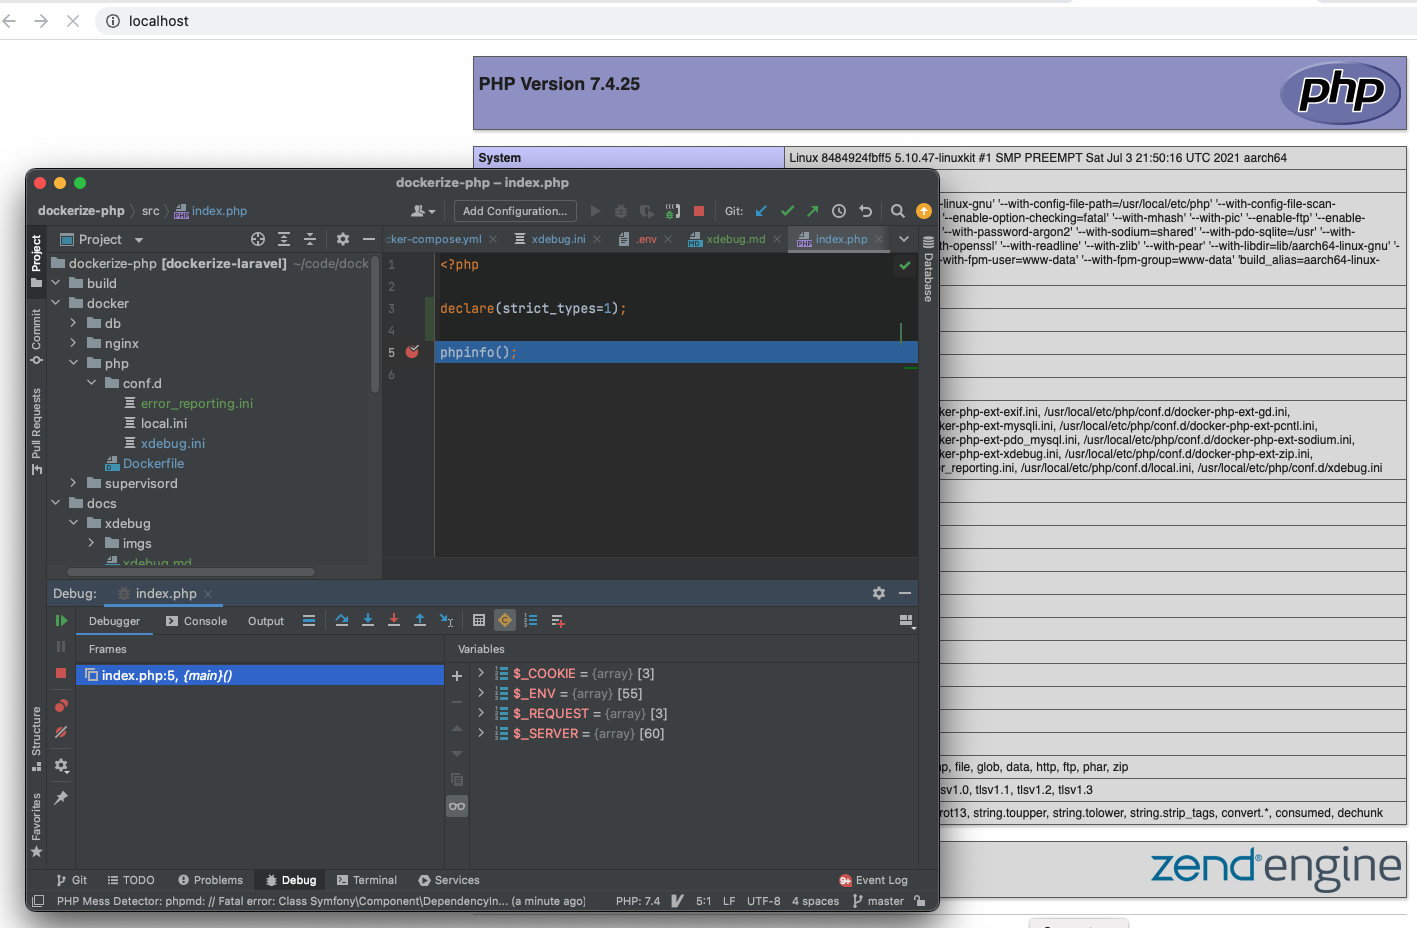 localhost
PHP Version 7.4.25
php
System
Linux 8484924fbff5 5.10.47-linuxkit #1 SMP PREEMPT Sat Jul 3 21:50:16 UTC 2021 aarch64
-linux-gnu' '--with-config-file-path=/usr/local/etc/php' '--with-config-file-scan-
'--enable-option-checking=fatal' '--with-mhash' '--with-pic' '--enable-ftp' '--enable-
'--with-password-argon2' '--with-sodium=shared' '--with-pdo-sqlite=/usr' '--with-
th-openssl' '--with-readline' '--with-zlib' '--with-pear' '--with-libdir=lib/aarch64-linux-gnu' '-
-with-fpm-user=www-data' '--with-fpm-group=www-data' 'build_alias=aarch64-linux-
ker-php-ext-exif.ini, /usr/local/etc/php/conf.d/docker-php-ext-gd.ini,
ker-php-ext-mysqli.ini, /usr/local/etc/php/conf.d/docker-php-ext-pcntl.ini,
ker-php-ext-pdo_mysql.ini, /usr/local/etc/php/conf.d/docker-php-ext-sodium.ini,
ker-php-ext-xdebug.ini, /usr/local/etc/php/conf.d/docker-php-ext-zip.ini,
r_reporting.ini, /usr/local/etc/php/conf.d/local.ini, /usr/local/etc/php/conf.d/xdebug.ini
p, file, glob, data, http, ftp, phar, zip
sv1.0, tlsv1.1, tlsv1.2, tlsv1.3
rot13, string.toupper, string.tolower, string.strip_tags, convert.*, consumed, dechunk
zend engine
dockerize-php – index.php
dockerize-php src index.php
Add Configuration...
Git:
Project
cker-compose.yml
xdebug.ini
.env
xdebug.md
index.php
Project
Commit
Pull Requests
Structure
Favorites
Database
dockerize-php [dockerize-laravel] ~/code/dock
build
docker
db
nginx
php
conf.d
error_reporting.ini
local.ini
xdebug.ini
Dockerfile
supervisord
docs
xdebug
imgs
xdebug.md
1 <?php
2
3 declare(strict_types=1);
4
5 phpinfo();
6
Debug: index.php
Debugger Console Output
Frames
Variables
index.php:5, {main}()
$_COOKIE = {array} [3]
$_ENV = {array} [55]
$_REQUEST = {array} [3]
$_SERVER = {array} [60]
Git TODO Problems Debug Terminal Services 9+ Event Log
PHP Mess Detector: phpmd: // Fatal error: Class Symfony\Component\DependencyIn... (a minute ago) PHP: 7.4 5:1 LF UTF-8 4 spaces master